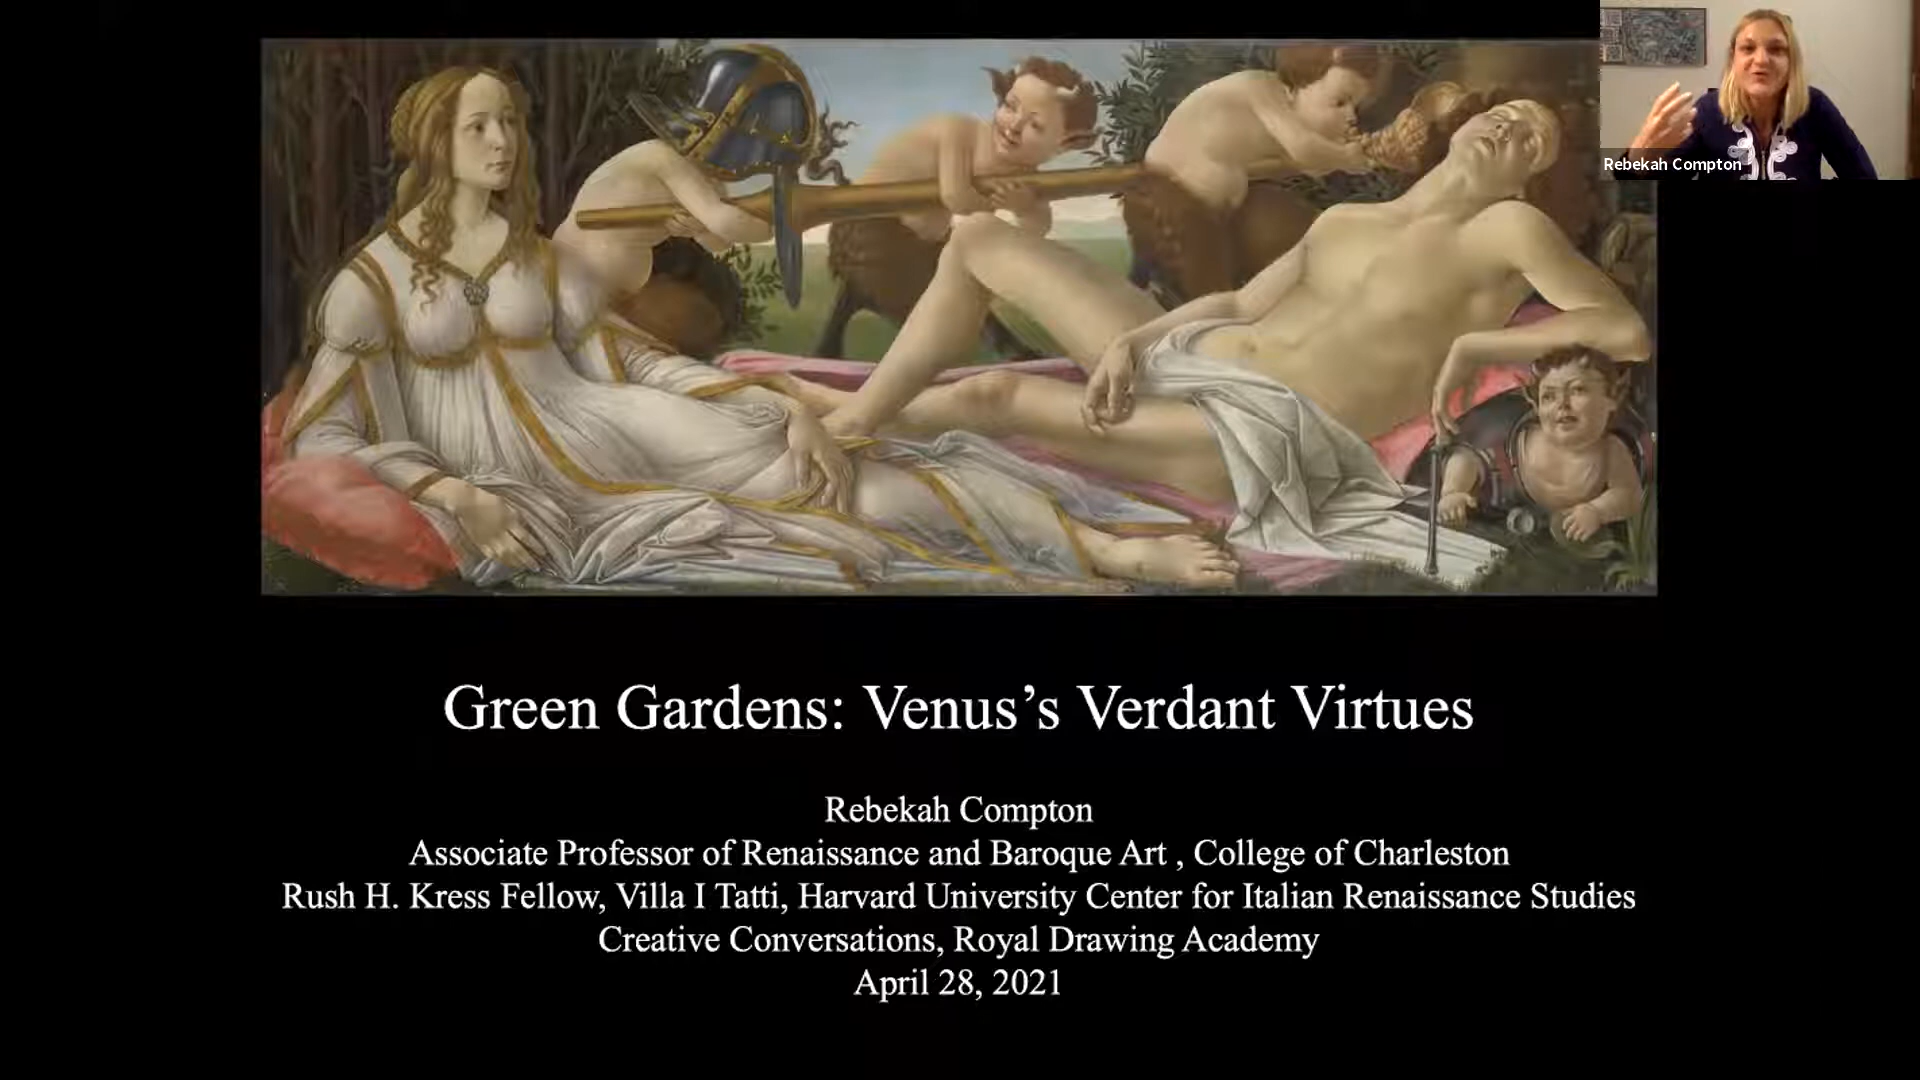 Rebekah Compton
Green Gardens: Venus’s Verdant Virtues
Rebekah Compton
Associate Professor of Renaissance and Baroque Art , College of Charleston
Rush H. Kress Fellow, Villa I Tatti, Harvard University Center for Italian Renaissance Studies
Creative Conversations, Royal Drawing Academy
April 28, 2021